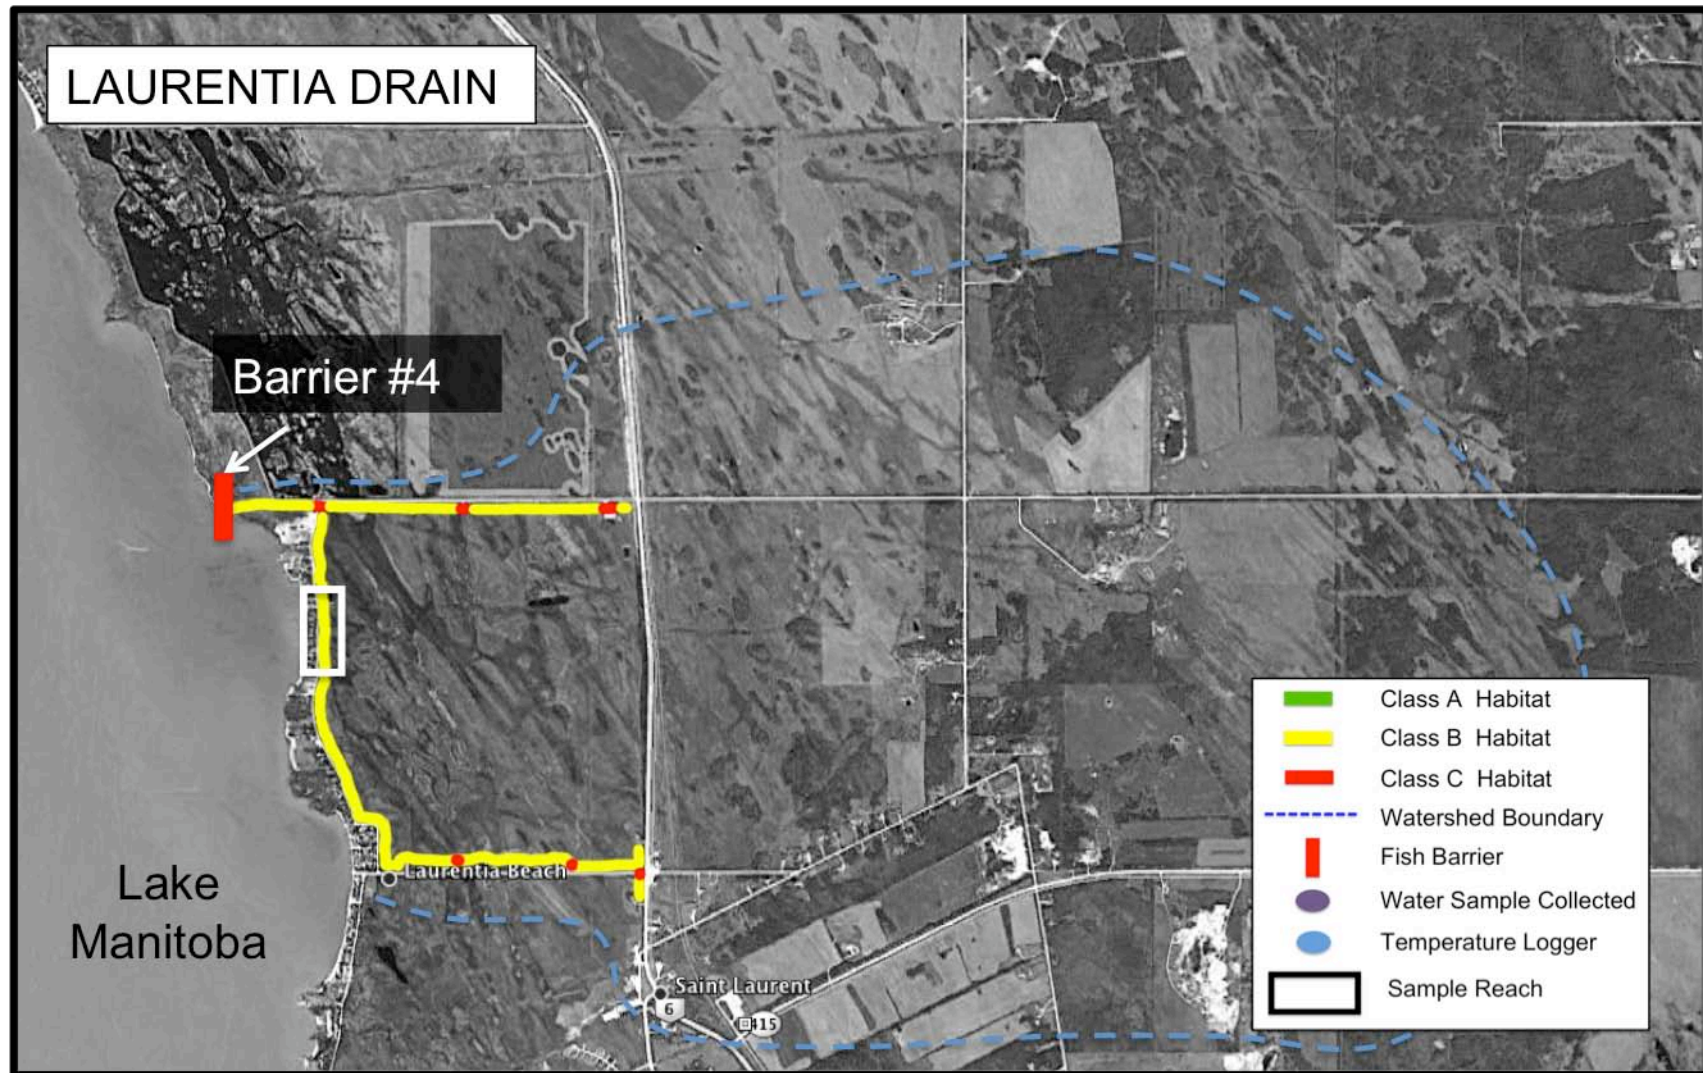 LAURENTIA DRAIN
Barrier #4
Class A Habitat
Class B Habitat
Class C Habitat
Watershed Boundary
Fish Barrier
Water Sample Collected
Temperature Logger
Sample Reach
Laurentia Beach
Lake
Manitoba
Saint Laurent
6
415